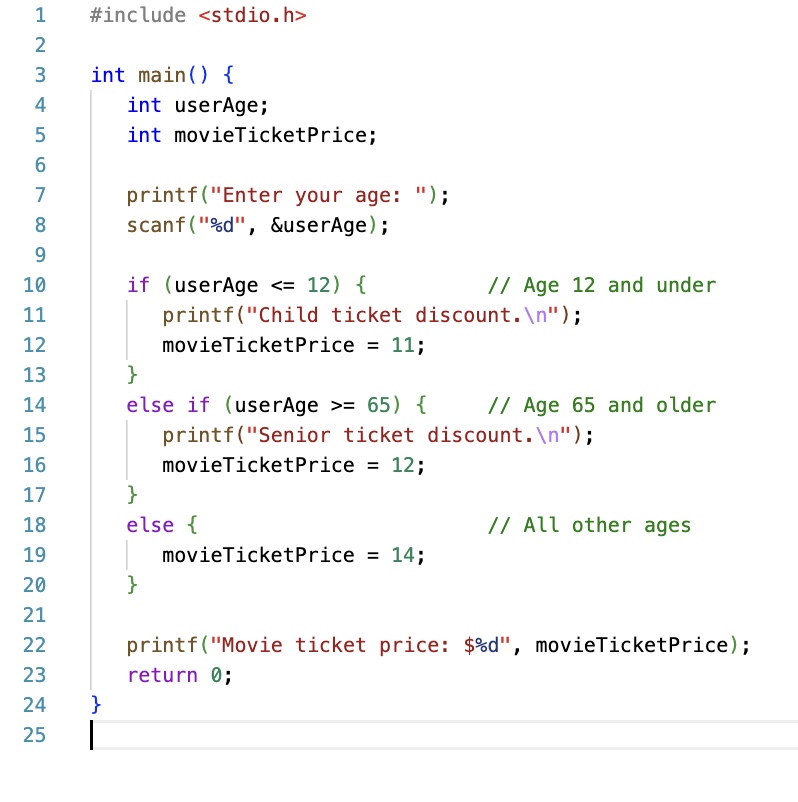 1 #include <stdio.h>
2
3 int main() {
4    int userAge;
5    int movieTicketPrice;
6
7    printf("Enter your age: ");
8    scanf("%d", &userAge);
9
10    if (userAge <= 12) {          // Age 12 and under
11       printf("Child ticket discount.\n");
12       movieTicketPrice = 11;
13    }
14    else if (userAge >= 65) {     // Age 65 and older
15       printf("Senior ticket discount.\n");
16       movieTicketPrice = 12;
17    }
18    else {                        // All other ages
19       movieTicketPrice = 14;
20    }
21
22    printf("Movie ticket price: $%d", movieTicketPrice);
23    return 0;
24 }
25